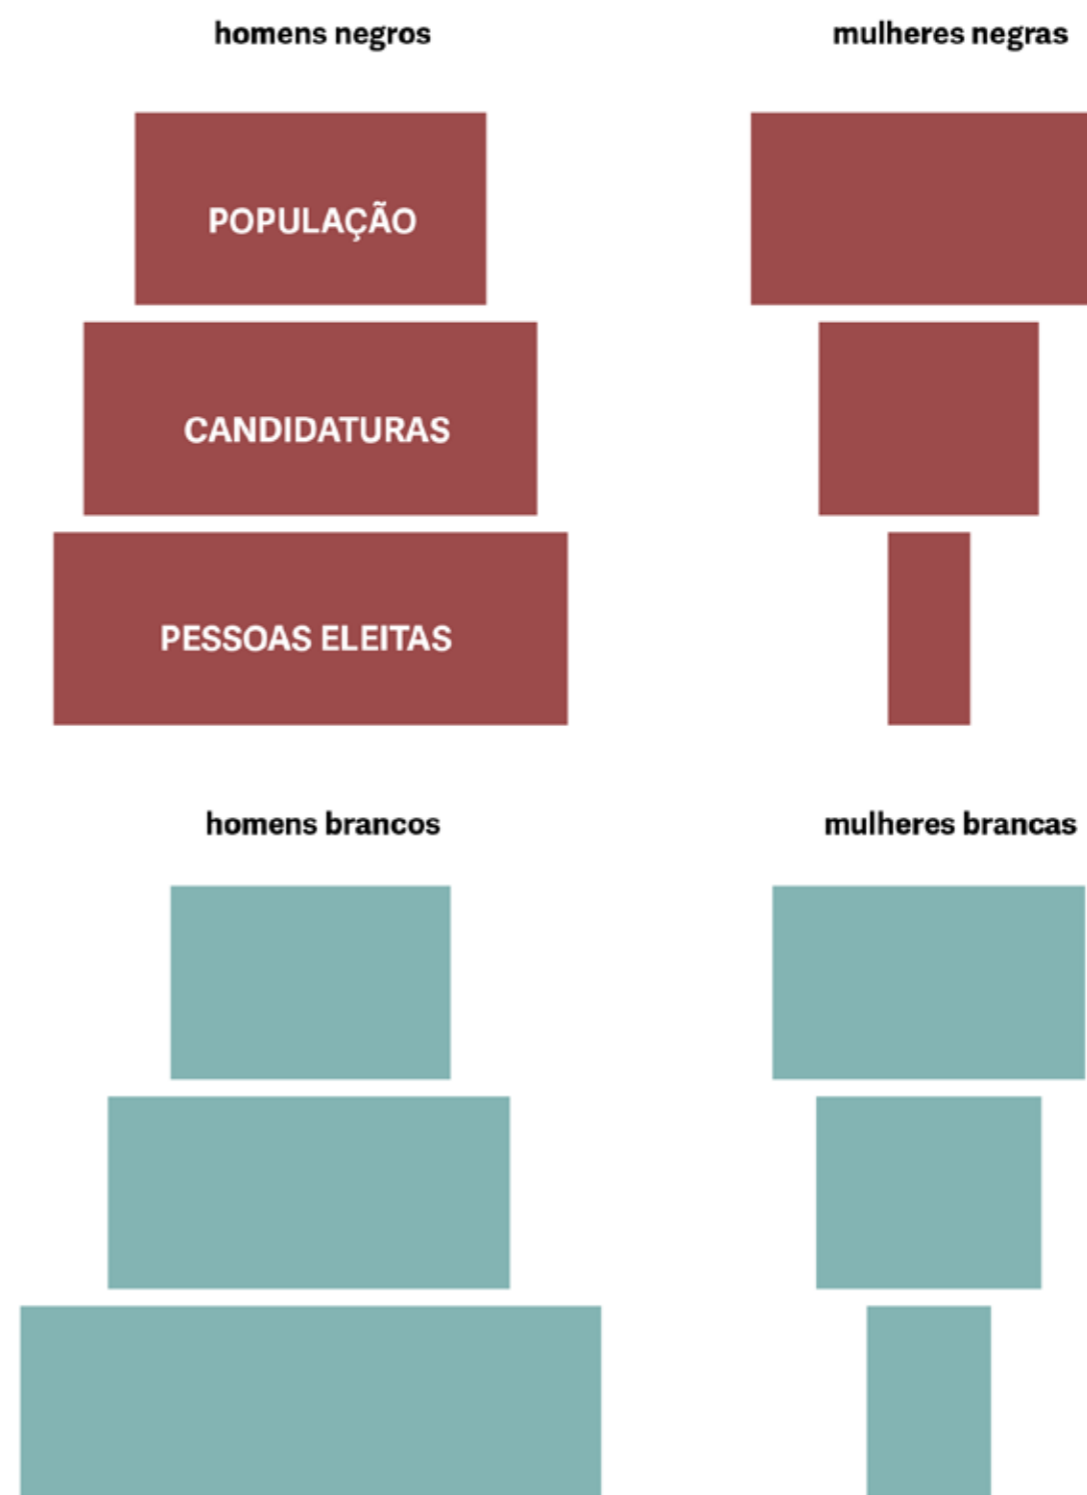 homens negros
mulheres negras
POPULAÇÃO
CANDIDATURAS
PESSOAS ELEITAS
homens brancos
mulheres brancas